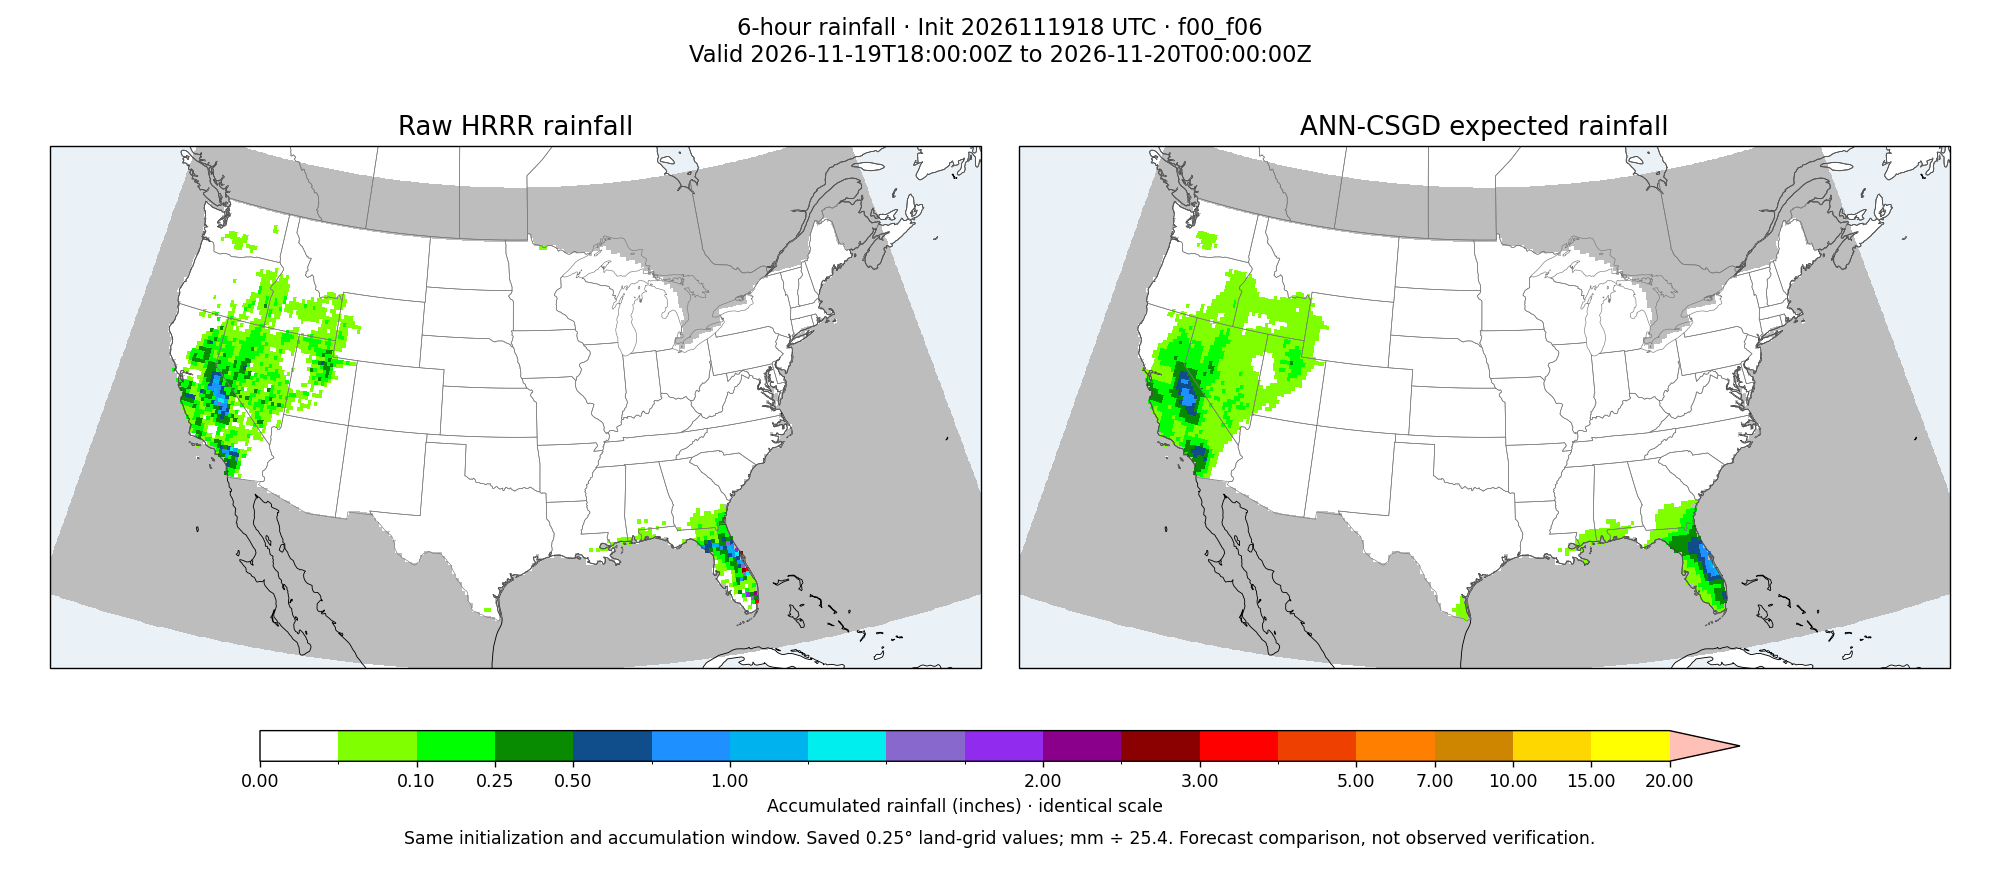 6-hour rainfall · Init 2026111918 UTC · f00_f06
Valid 2026-11-19T18:00:00Z to 2026-11-20T00:00:00Z
Raw HRRR rainfall
ANN-CSGD expected rainfall
0.00 0.10 0.25 0.50 1.00 2.00 3.00 5.00 7.00 10.00 15.00 20.00
Accumulated rainfall (inches) · identical scale
Same initialization and accumulation window. Saved 0.25° land-grid values; mm ÷ 25.4. Forecast comparison, not observed verification.